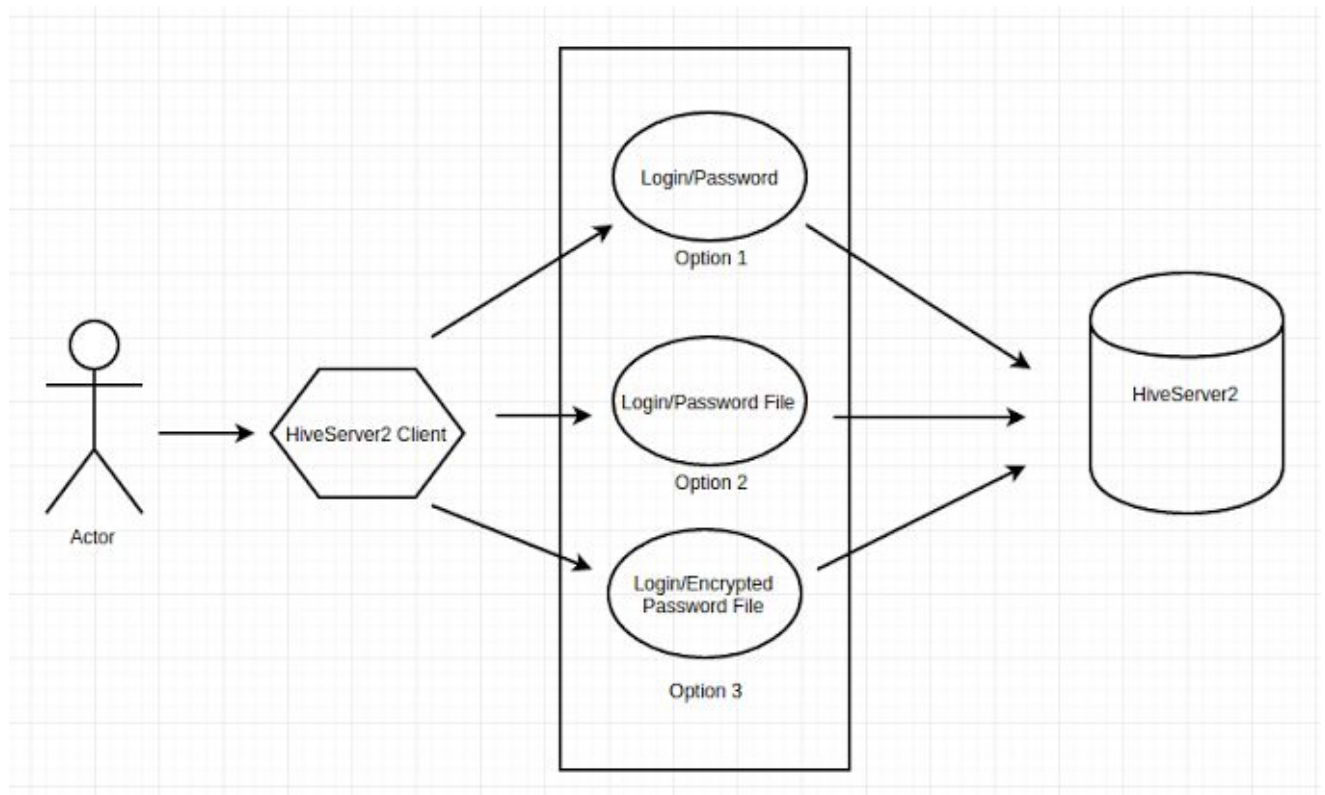 Actor
HiveServer2 Client
Login/Password
Option 1
Login/Password File
Option 2
Login/Encrypted
Password File
Option 3
HiveServer2